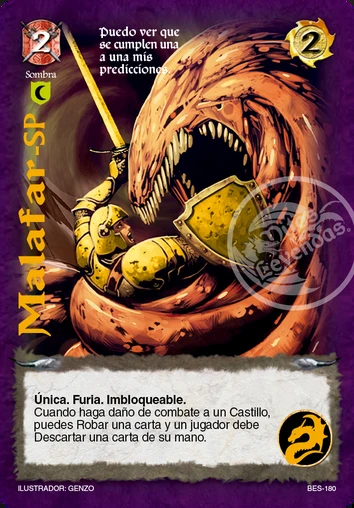 2
Puedo ver que
se cumplen una
a una mis
predicciones.
2
Sombra
Malafar-SP
Mitos
y
Leyendas.
Única. Furia. Imbloqueable.
Cuando haga daño de combate a un Castillo,
puedes Robar una carta y un jugador debe
Descartar una carta de su mano.
ILUSTRADOR: GENZO
BES-180